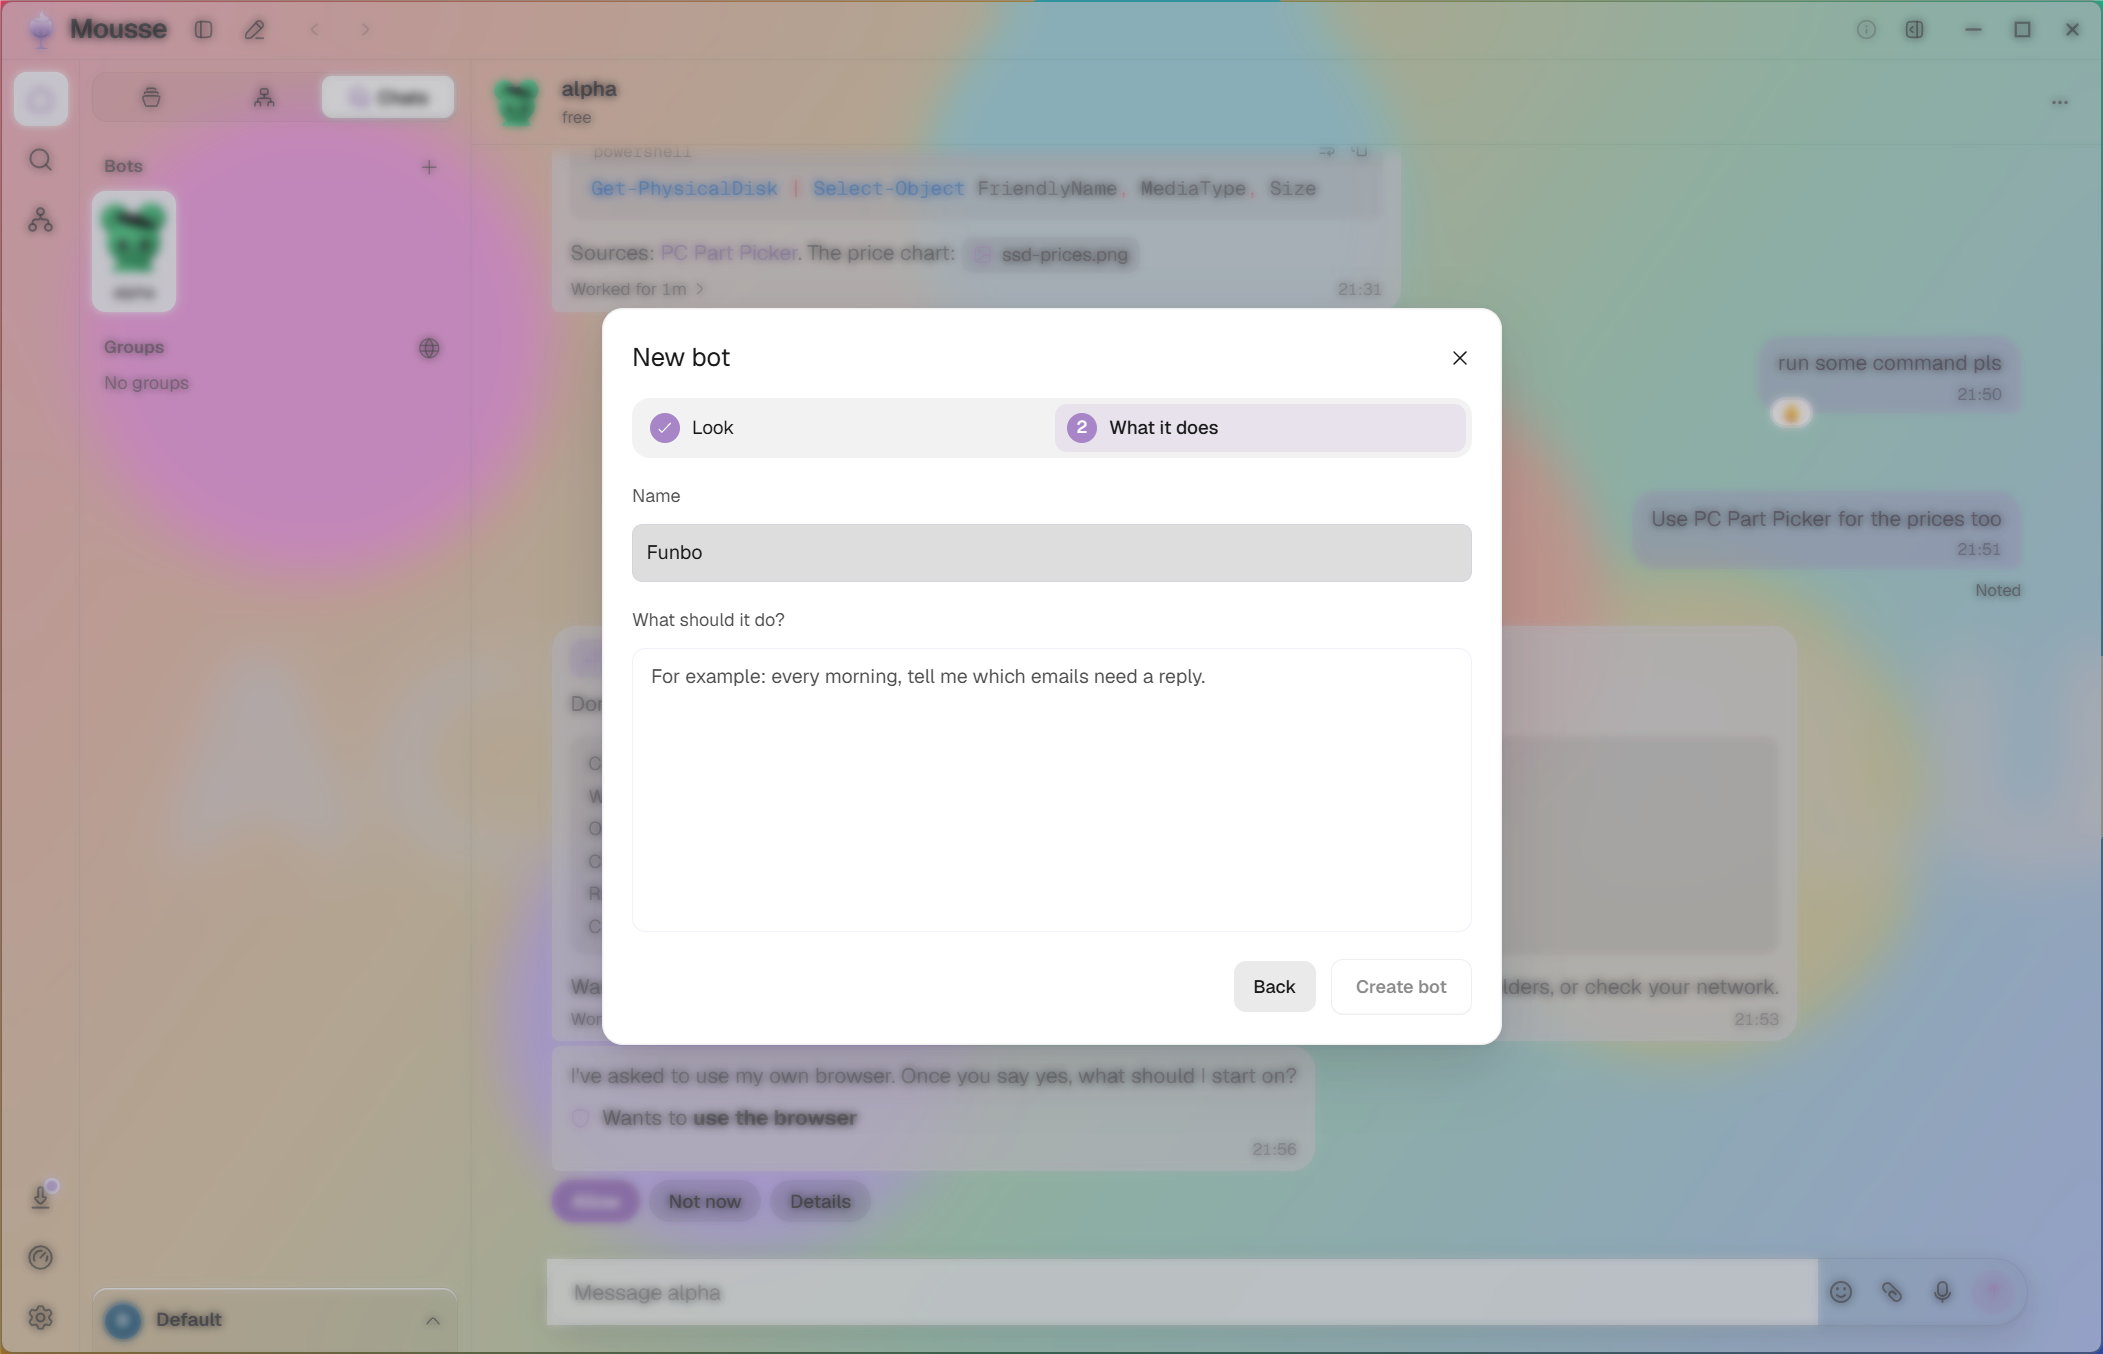 Mousse
Chats
alpha
free
Bots
alpha
Groups
No groups
powershell
Get-PhysicalDisk | Select-Object FriendlyName, MediaType, Size
Sources: PC Part Picker. The price chart: ssd-prices.png
Worked for 1m
21:31
run some command pls
21:50
Use PC Part Picker for the prices too
21:51
Noted
New bot
Look
2 What it does
Name
Funbo
What should it do?
For example: every morning, tell me which emails need a reply.
Back
Create bot
lders, or check your network.
21:53
I've asked to use my own browser. Once you say yes, what should I start on?
Wants to use the browser
21:56
Allow
Not now
Details
Message alpha
Default